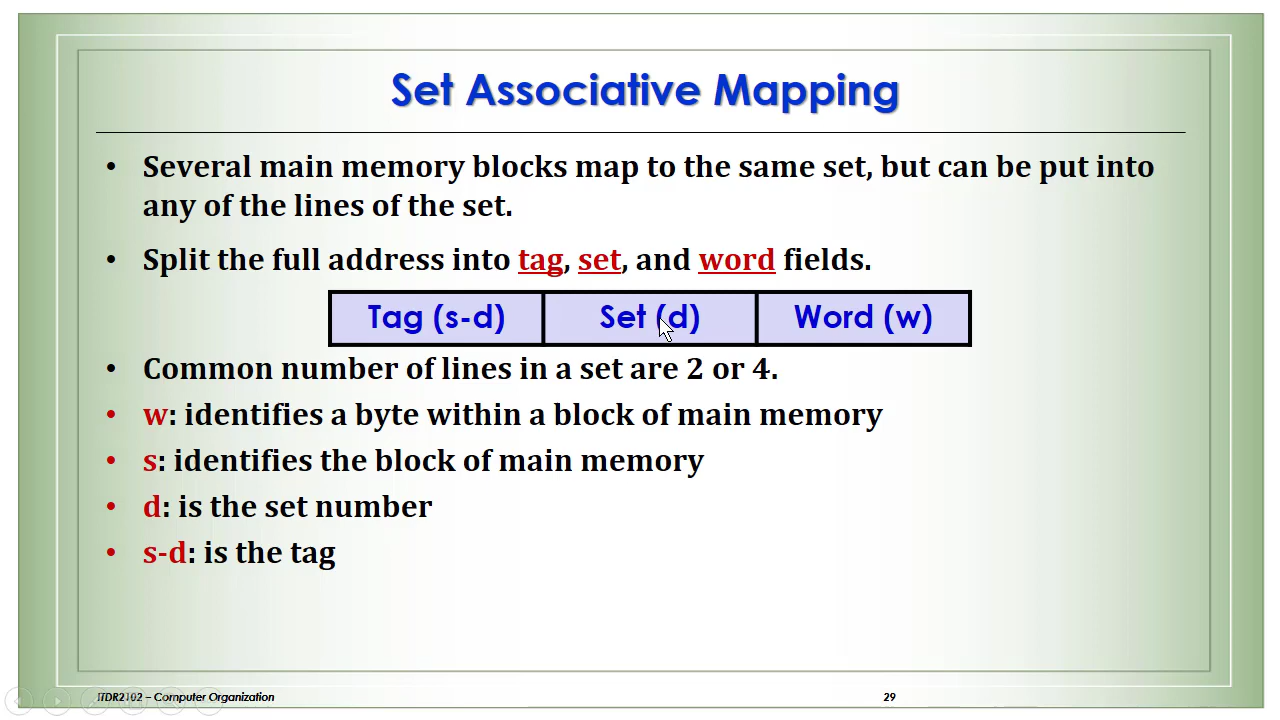 Set Associative Mapping
• Several main memory blocks map to the same set, but can be put into
any of the lines of the set.
• Split the full address into tag, set, and word fields.
Tag (s-d) Set (d) Word (w)
• Common number of lines in a set are 2 or 4.
• w: identifies a byte within a block of main memory
• s: identifies the block of main memory
• d: is the set number
• s-d: is the tag
ITDR2102 – Computer Organization 29